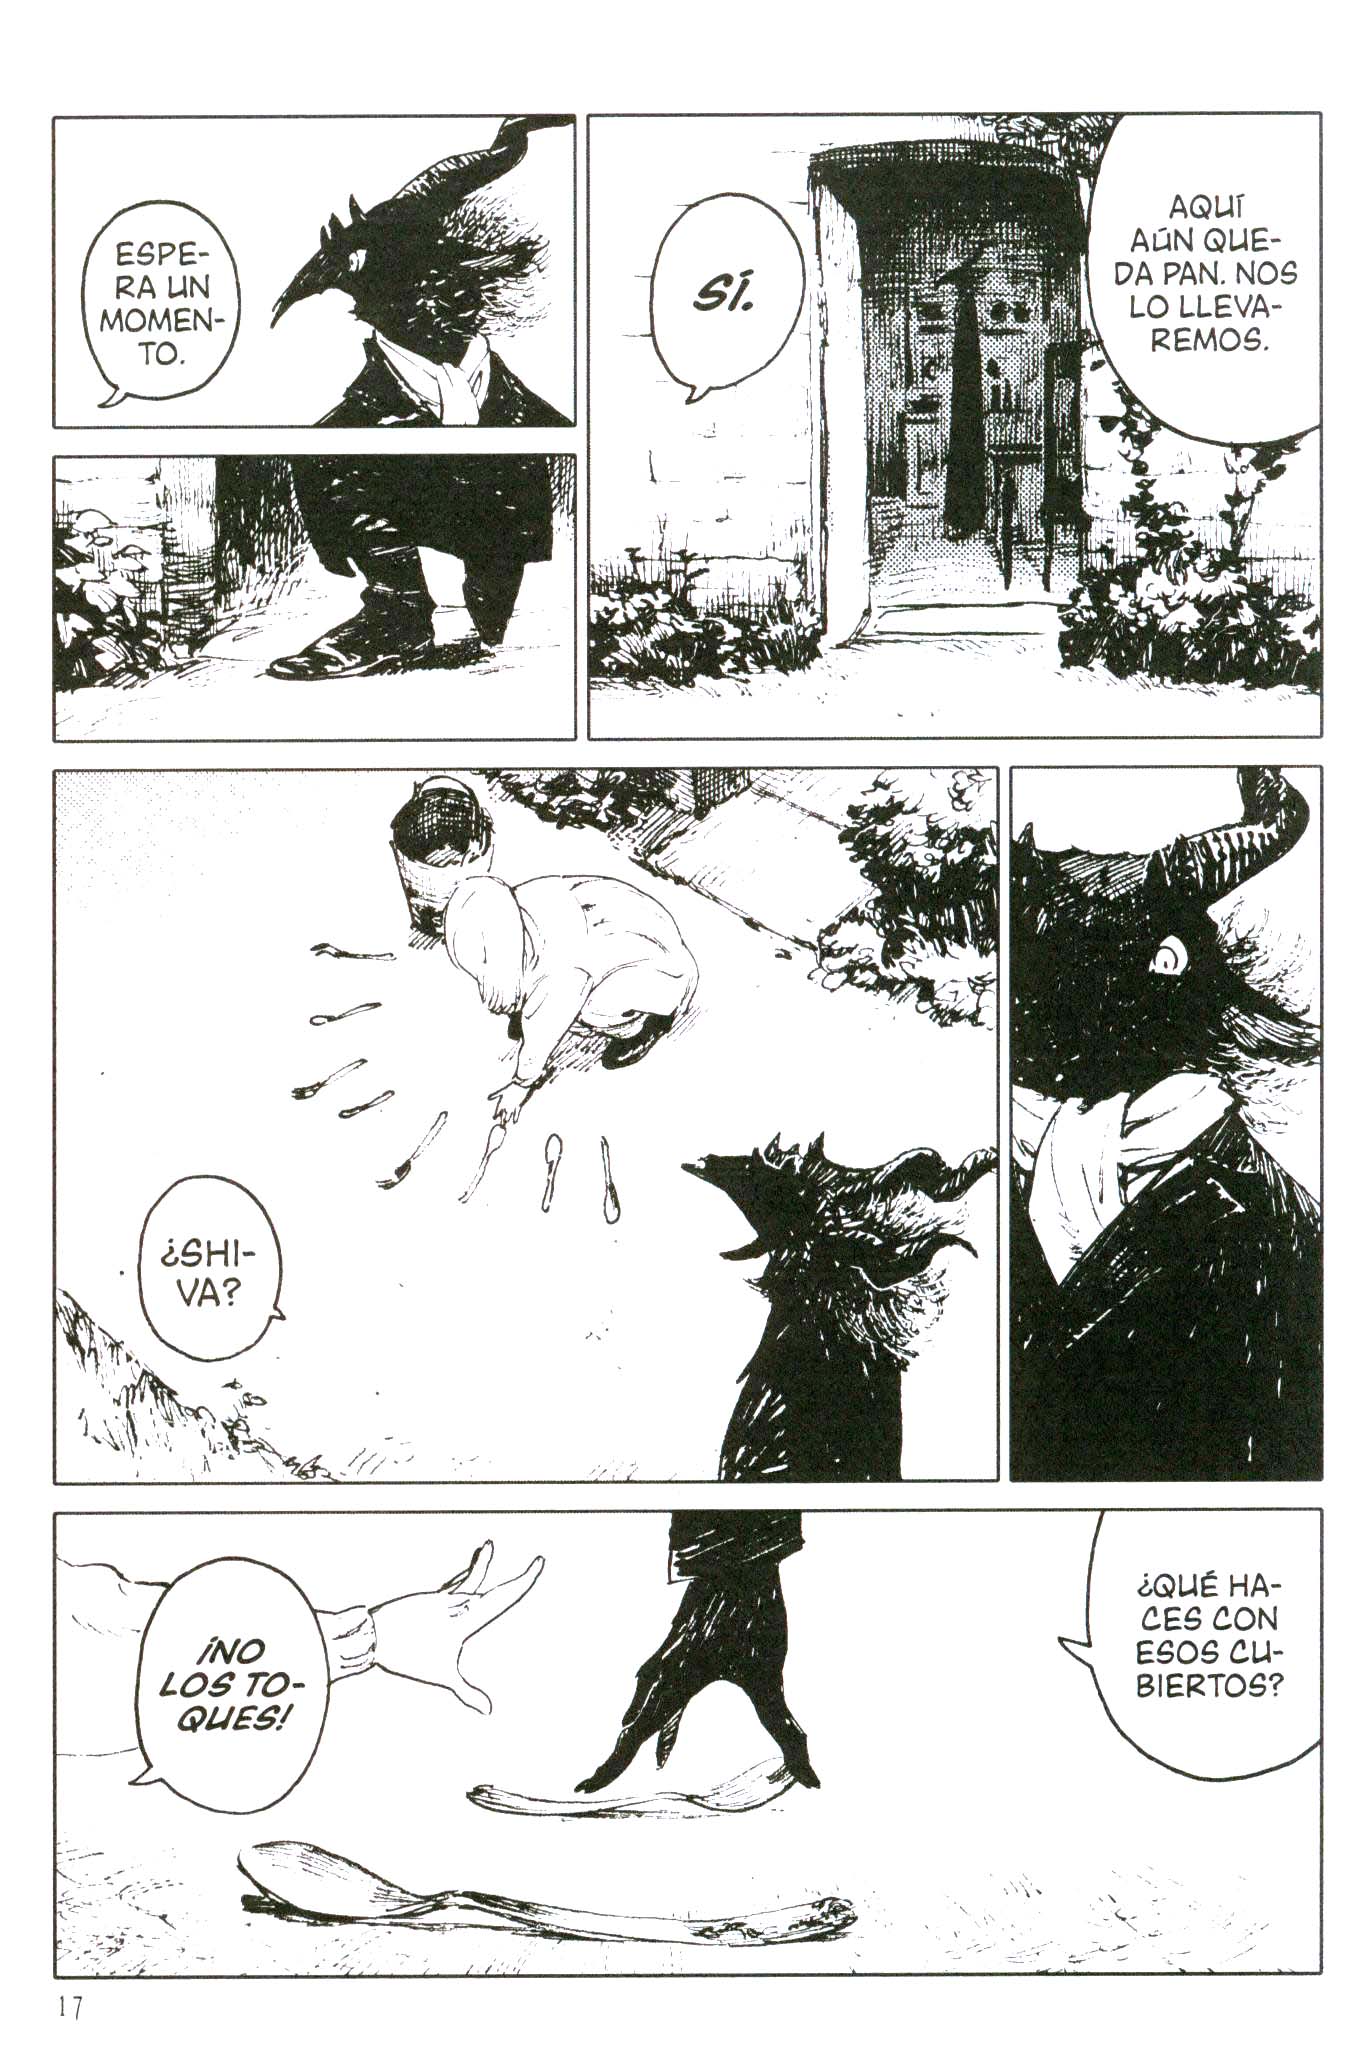 AQUÍ
AÚN QUE-
DA PAN. NOS
LO LLEVA-
REMOS.
SÍ.
ESPE-
RA UN
MOMEN-
TO.
¿SHI-
VA?
¿QUÉ HA-
CES CON
ESOS CU-
BIERTOS?
¡NO
LOS TO-
QUES!
17